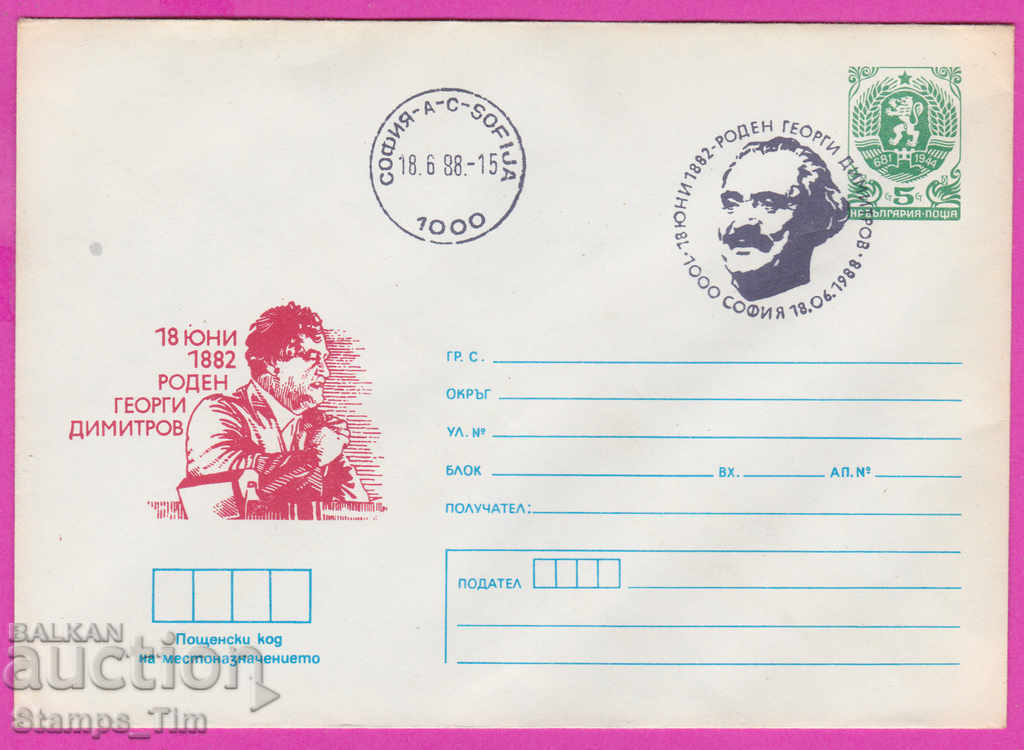 СОФИЯ-А-С-SOFIJA
18.6 88.-15
1000
18 ЮНИ 1882-РОДЕН ГЕОРГИ ДИМИТРОВ
1000 СОФИЯ 18.06.1988
681 1944
5
НР БЪЛГАРИЯ·ПОЩА
18 ЮНИ
1882
РОДЕН
ГЕОРГИ
ДИМИТРОВ
ГР. С.
ОКРЪГ
УЛ. №
БЛОК ВХ. АП. №
ПОЛУЧАТЕЛ:
ПОДАТЕЛ
Пощенски код
на местоназначението
BALKAN
auction
Stamps_Tim